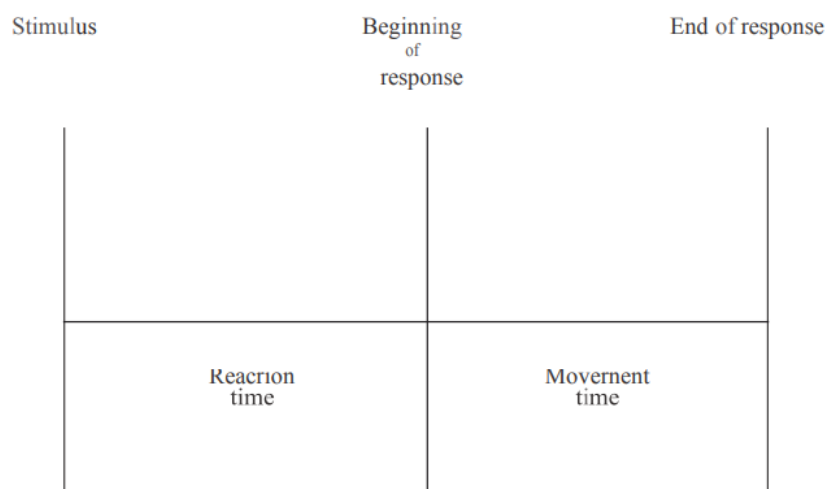 Stimulus
Beginning
of
response
End of response
Reacrion
time
Movernent
time